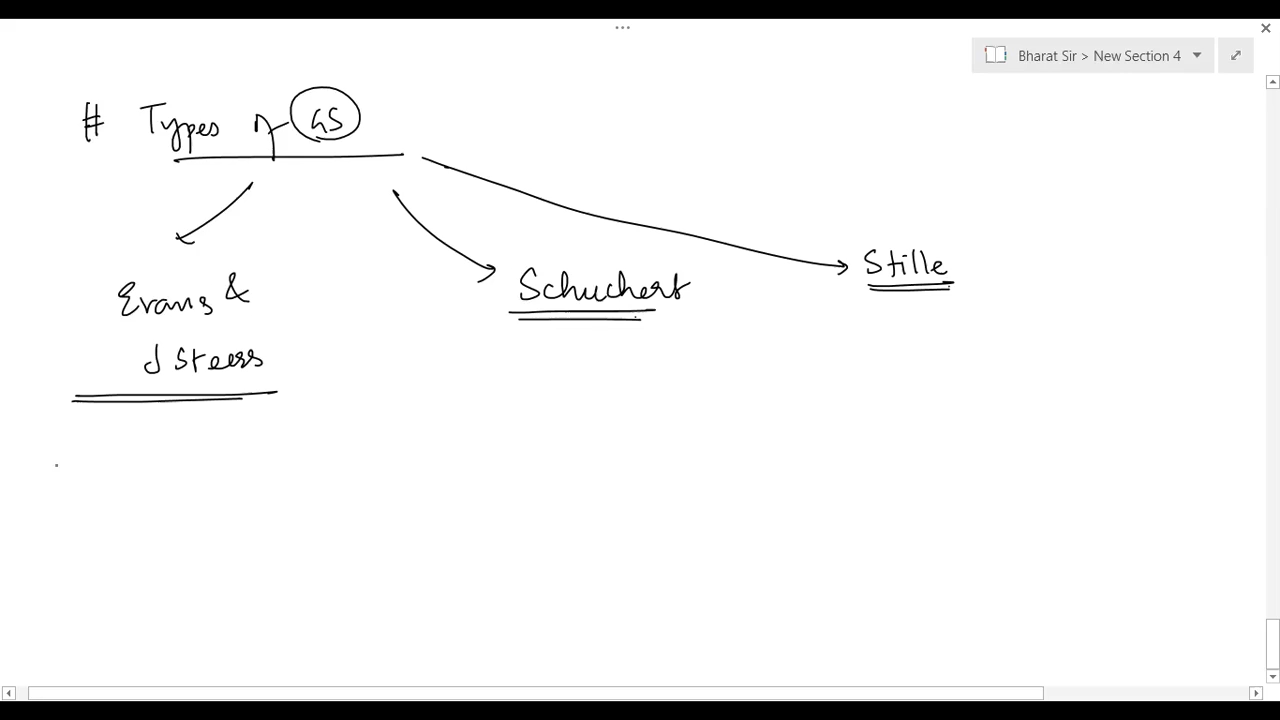 Bharat Sir > New Section 4
# Types of GS
Stille
Schuchert
Evans &
J Steers